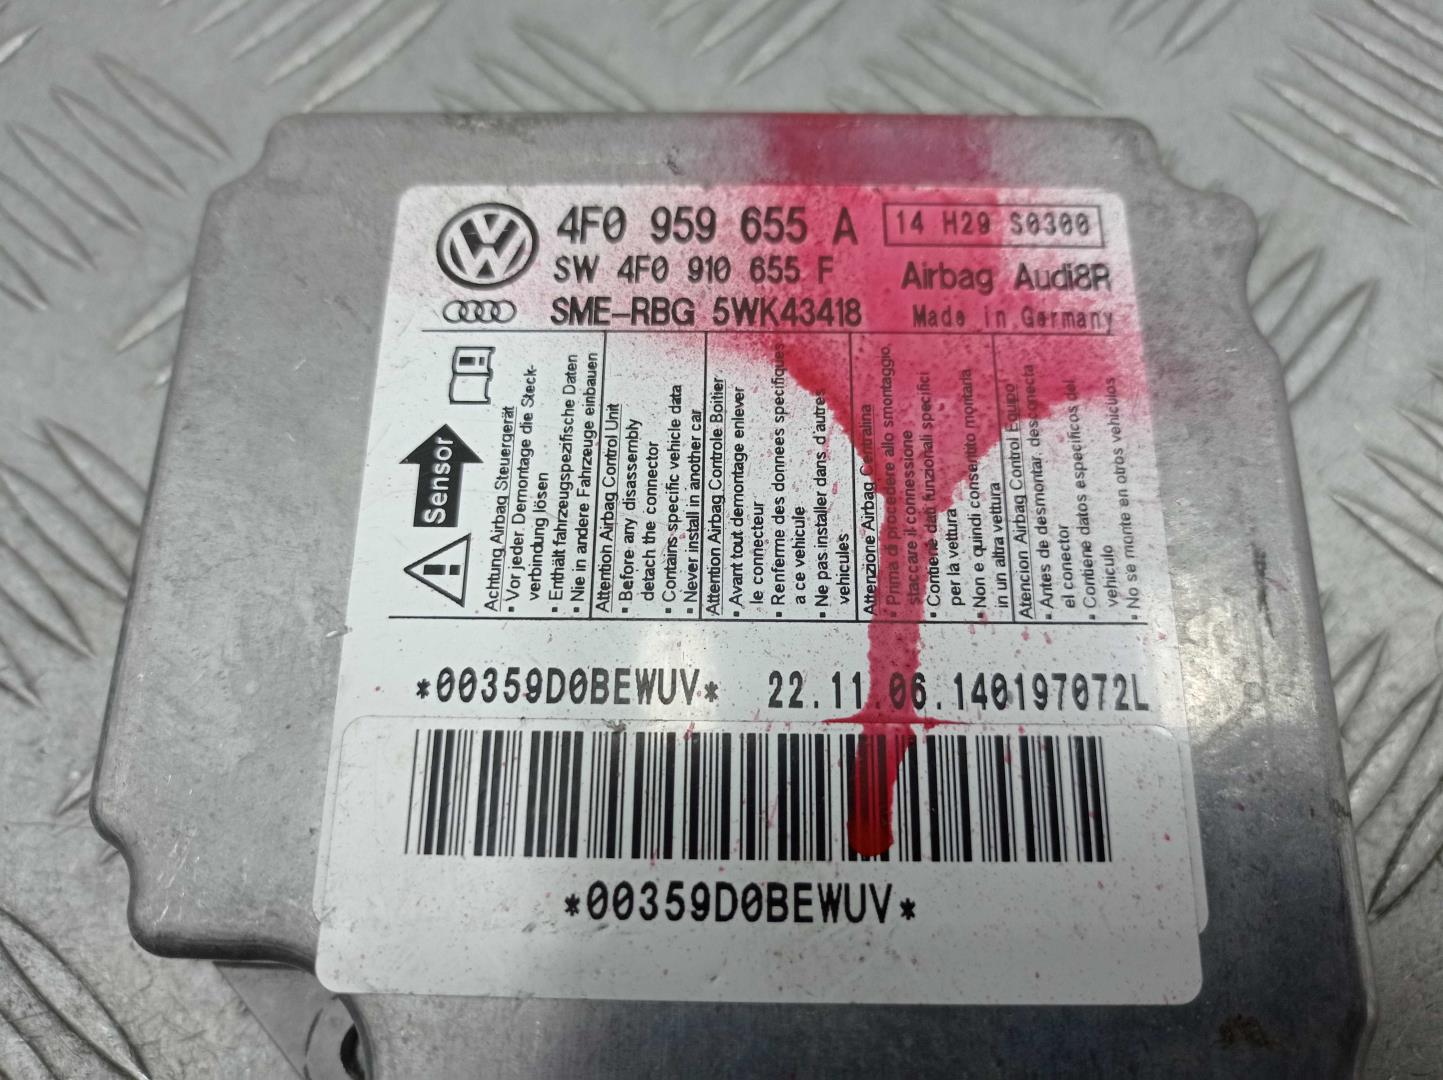 4F0 959 655 A
14 H29 S0300
SW 4F0 910 655 F
Airbag Audi8R
SME-RBG 5WK43418
Made in Germany
Sensor
Achtung Airbag Steuergerät
• Vor jeder Demontage die Steck-
verbindung lösen
• Enthält fahrzeugspezifische Daten
• Nie in andere Fahrzeuge einbauen
Attention Airbag Control Unit
• Before any disassembly
detach the connector
• Contains specific vehicle data
• Never install in another car
Attention Airbag Controle Boitier
• Avant tout demontage enlever
le connecteur
• Renferme des donnees specifiques
a ce vehicule
• Ne pas installer dans d'autres
vehicules
Attenzione Airbag Centralina
• Prima di procedere allo smontaggio
staccare il connessione
• Contiene dati funzionali specifici
per la vettura
• Non e quindi consentito montarla
in un altra vettura
Atencion Airbag Control Equipo
• Antes de desmontar, desconecta
el conector
• Contiene datos especificos del
vehiculo
• No se monte en otros vehiculos
*00359D0BEWUV*
22.11.06.140197072L
*00359D0BEWUV*